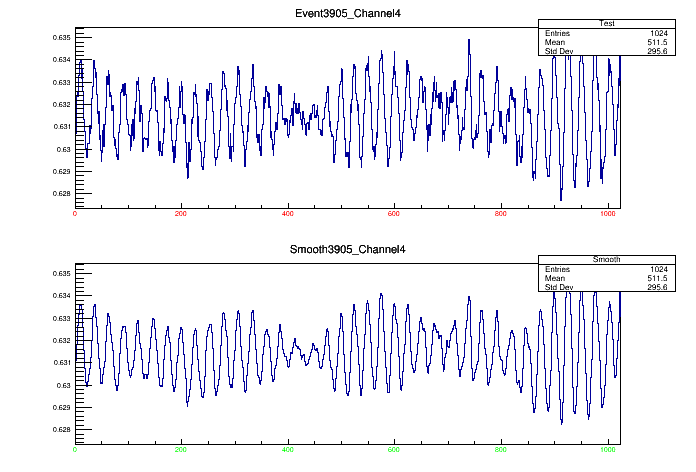 Event3905_Channel4
Test
Entries 1024
Mean 511.5
Std Dev 295.6
0.635
0.634
0.633
0.632
0.631
0.63
0.629
0.628
0 200 400 600 800 1000
Smooth3905_Channel4
Smooth
Entries 1024
Mean 511.5
Std Dev 295.6
0.635
0.634
0.633
0.632
0.631
0.63
0.629
0.628
0 200 400 600 800 1000